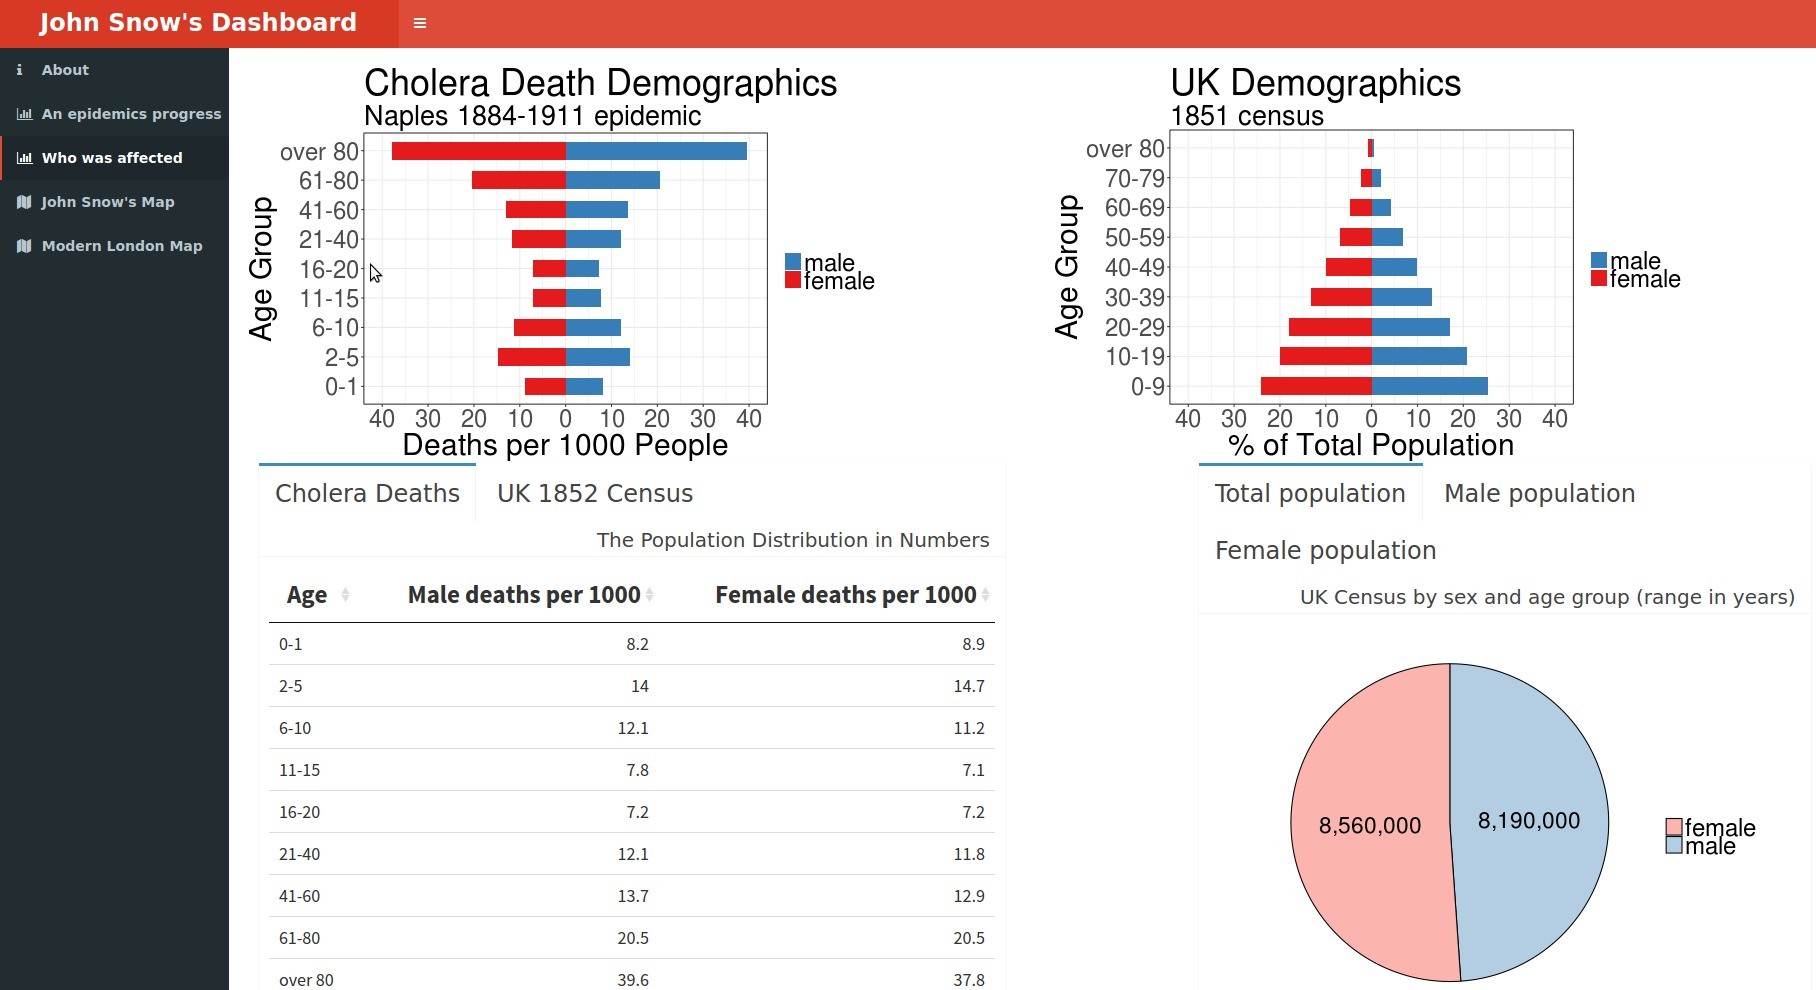 John Snow's Dashboard
About
An epidemics progress
Who was affected
John Snow's Map
Modern London Map
Cholera Death Demographics
Naples 1884-1911 epidemic
Age Group
over 80
61-80
41-60
21-40
16-20
11-15
6-10
2-5
0-1
40 30 20 10 0 10 20 30 40
Deaths per 1000 People
male
female
UK Demographics
1851 census
Age Group
over 80
70-79
60-69
50-59
40-49
30-39
20-29
10-19
0-9
40 30 20 10 0 10 20 30 40
% of Total Population
male
female
Cholera Deaths UK 1852 Census
The Population Distribution in Numbers
Age Male deaths per 1000 Female deaths per 1000
0-1 8.2 8.9
2-5 14 14.7
6-10 12.1 11.2
11-15 7.8 7.1
16-20 7.2 7.2
21-40 12.1 11.8
41-60 13.7 12.9
61-80 20.5 20.5
over 80 39.6 37.8
Total population Male population
Female population
UK Census by sex and age group (range in years)
8,560,000 8,190,000
female
male